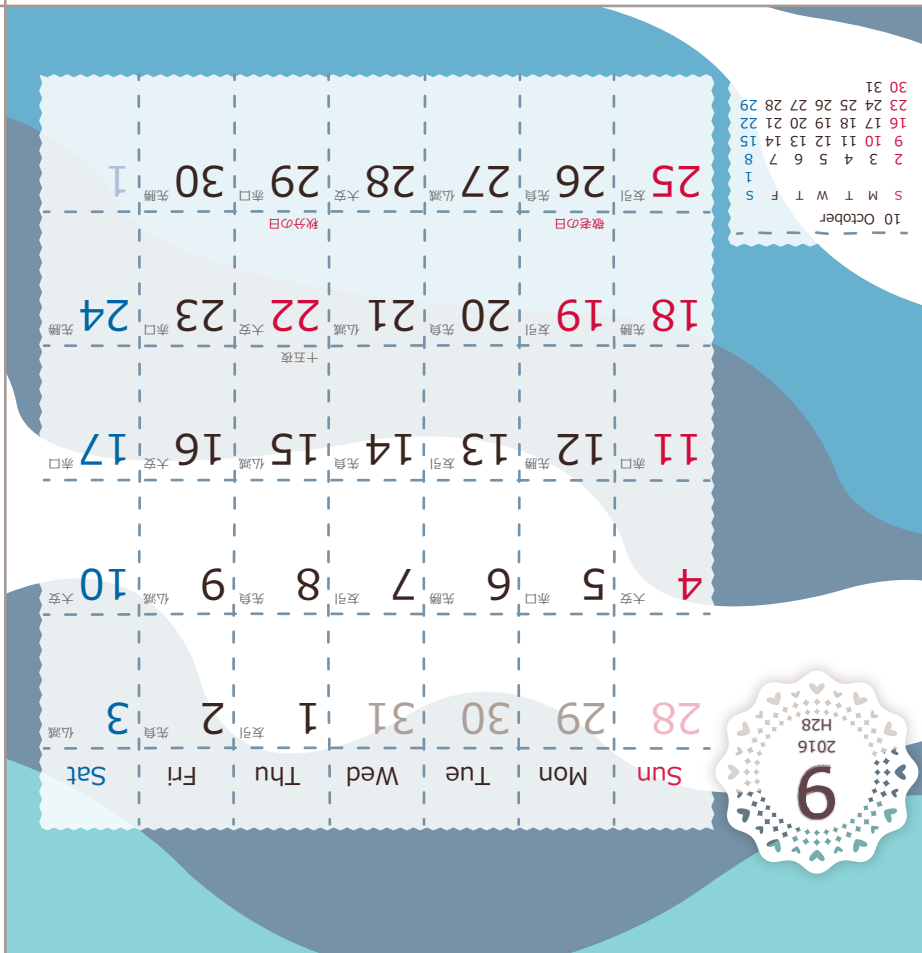 9
2016
H28
Sun Mon Tue Wed Thu Fri Sat
28 29 30 31 1 友引 2 先負 3 仏滅
4 大安 5 赤口 6 先勝 7 友引 8 先負 9 仏滅 10 大安
11 赤口 12 先勝 13 友引 14 先負 15 仏滅 16 大安 17 赤口
十五夜
18 先勝 19 友引 20 先負 21 仏滅 22 大安 23 赤口 24 先勝
敬老の日 秋分の日
25 友引 26 先負 27 仏滅 28 大安 29 赤口 30 先勝 1
10 October
S M T W T F S
1
2 3 4 5 6 7 8
9 10 11 12 13 14 15
16 17 18 19 20 21 22
23 24 25 26 27 28 29
30 31